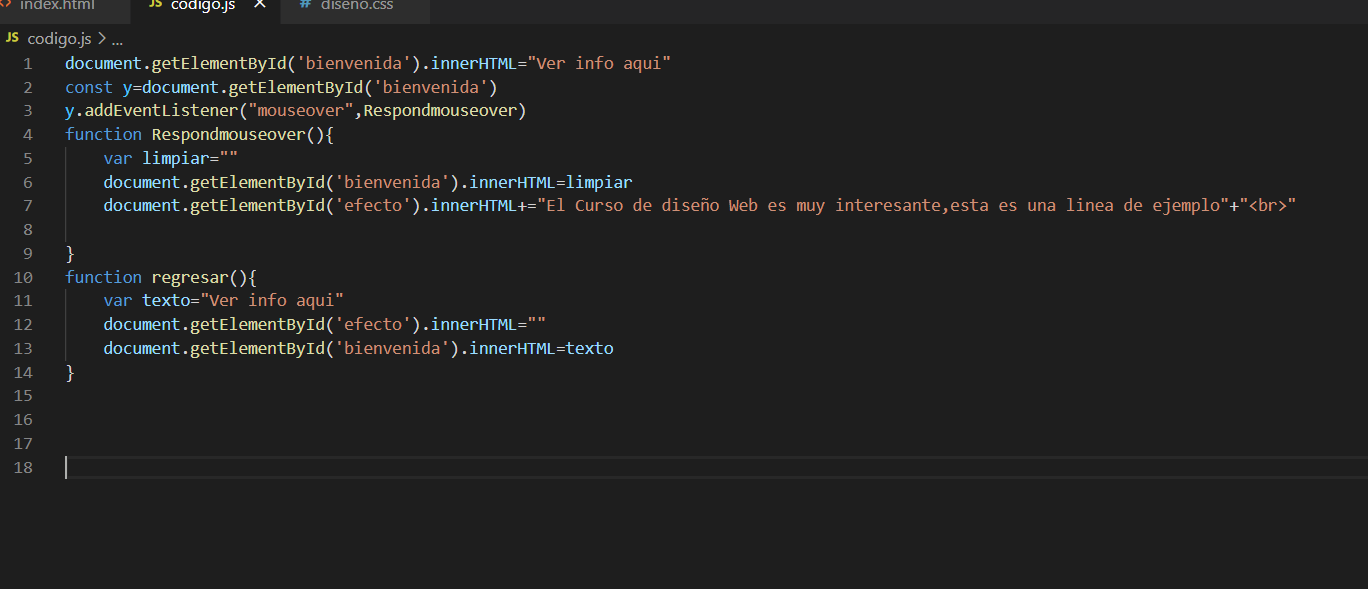 index.html JS codigo.js × # diseño.css
JS codigo.js > ...
1 document.getElementById('bienvenida').innerHTML="Ver info aqui"
2 const y=document.getElementById('bienvenida')
3 y.addEventListener("mouseover",Respondmouseover)
4 function Respondmouseover(){
5 var limpiar=""
6 document.getElementById('bienvenida').innerHTML=limpiar
7 document.getElementById('efecto').innerHTML+="El Curso de diseño Web es muy interesante,esta es una linea de ejemplo"+"<br>"
8
9 }
10 function regresar(){
11 var texto="Ver info aqui"
12 document.getElementById('efecto').innerHTML=""
13 document.getElementById('bienvenida').innerHTML=texto
14 }
15
16
17
18